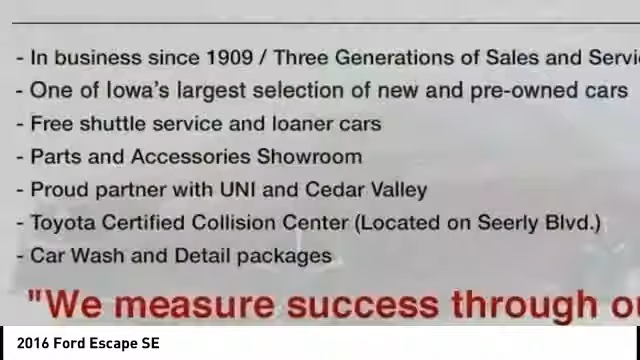 - In business since 1909 / Three Generations of Sales and Servi
- One of Iowa's largest selection of new and pre-owned cars
- Free shuttle service and loaner cars
- Parts and Accessories Showroom
- Proud partner with UNI and Cedar Valley
- Toyota Certified Collision Center (Located on Seerly Blvd.)
- Car Wash and Detail packages
"We measure success through o
2016 Ford Escape SE